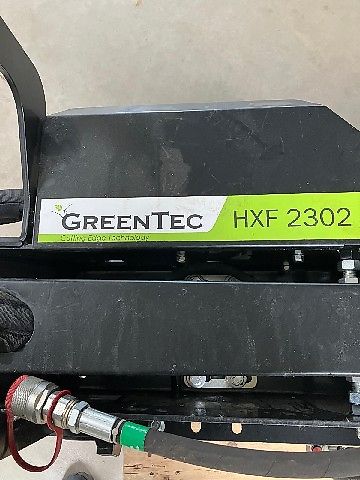 GREENTEC HXF 2302
Cutting Edge Technology